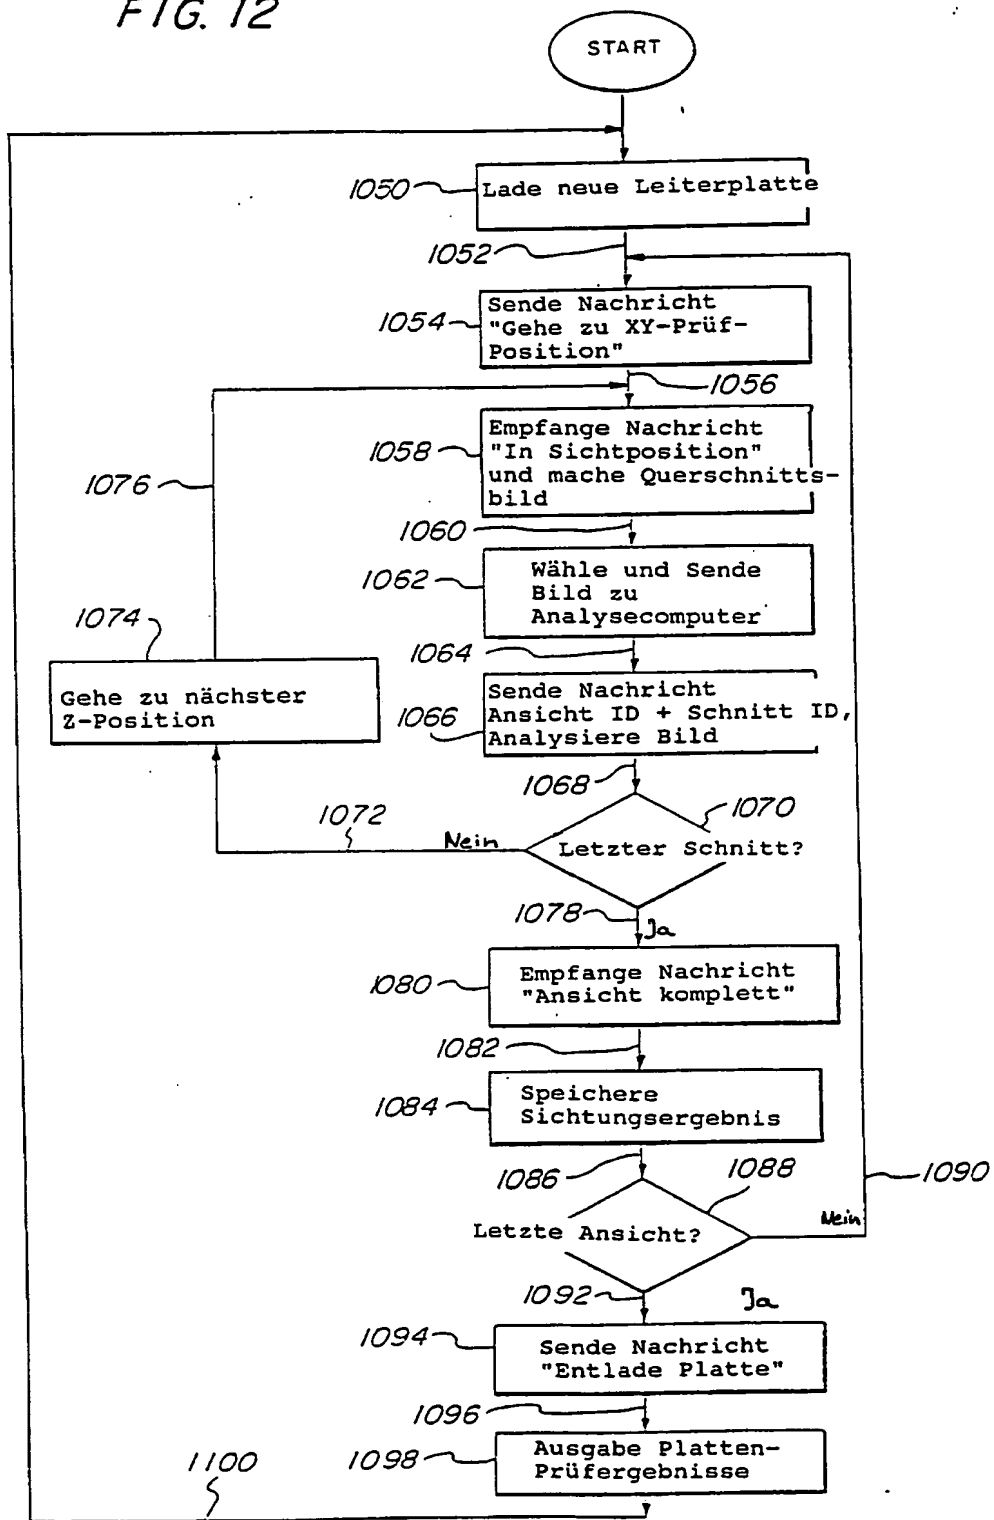 FIG. 12
START
1050
Lade neue Leiterplatte
1052
1054
Sende Nachricht
"Gehe zu XY-Prüf-
Position"
1056
1058
Empfange Nachricht
"In Sichtposition"
und mache Querschnitts-
bild
1076
1060
1062
Wähle und Sende
Bild zu
Analysecomputer
1074
1064
Gehe zu nächster
Z-Position
1066
Sende Nachricht
Ansicht ID + Schnitt ID,
Analysiere Bild
1068
1070
1072
Nein
Letzter Schnitt?
1078
Ja
1080
Empfange Nachricht
"Ansicht komplett"
1082
1084
Speichere
Sichtungsergebnis
1086
1088
1090
Letzte Ansicht?
Nein
1092
Ja
1094
Sende Nachricht
"Entlade Platte"
1096
1098
Ausgabe Platten-
Prüfergebnisse
1100